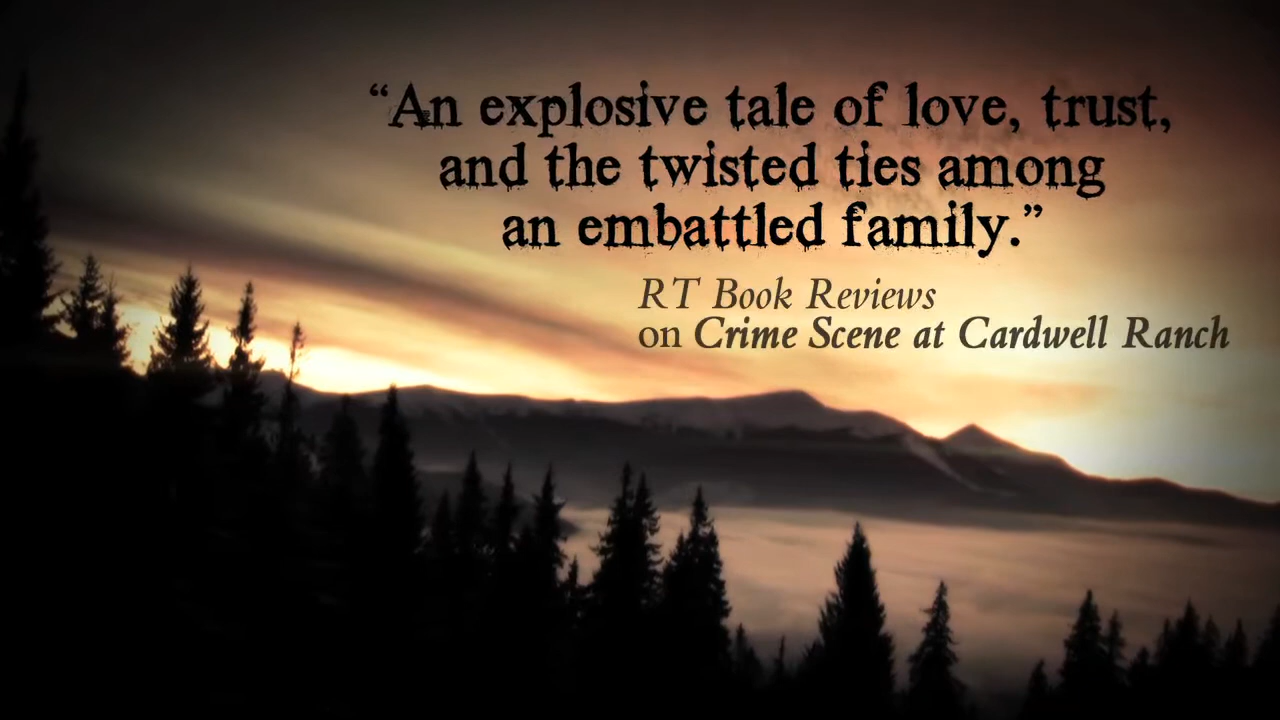 “An explosive tale of love, trust,
and the twisted ties among
an embattled family.”
RT Book Reviews
on Crime Scene at Cardwell Ranch